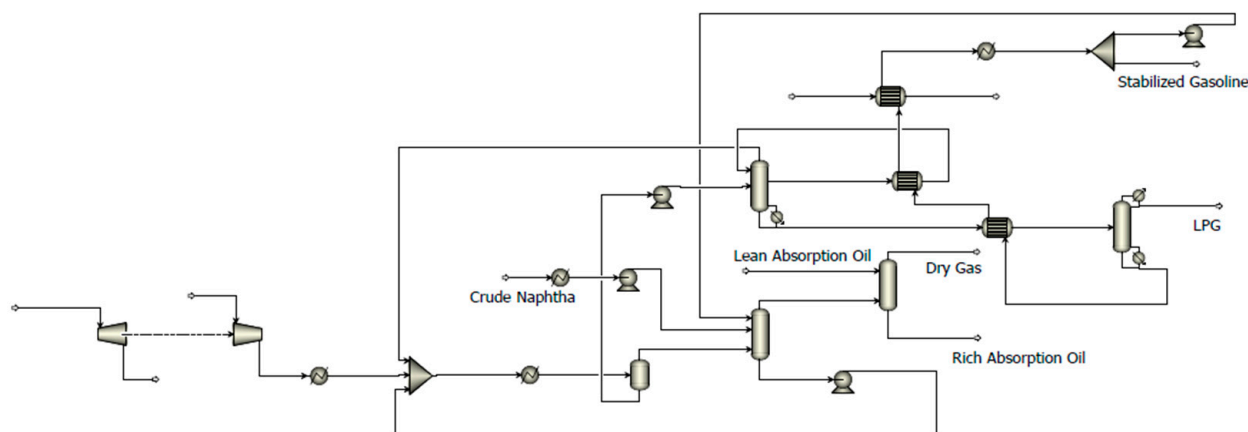 Stabilized Gasoline
LPG
Lean Absorption Oil
Dry Gas
Crude Naphtha
Rich Absorption Oil